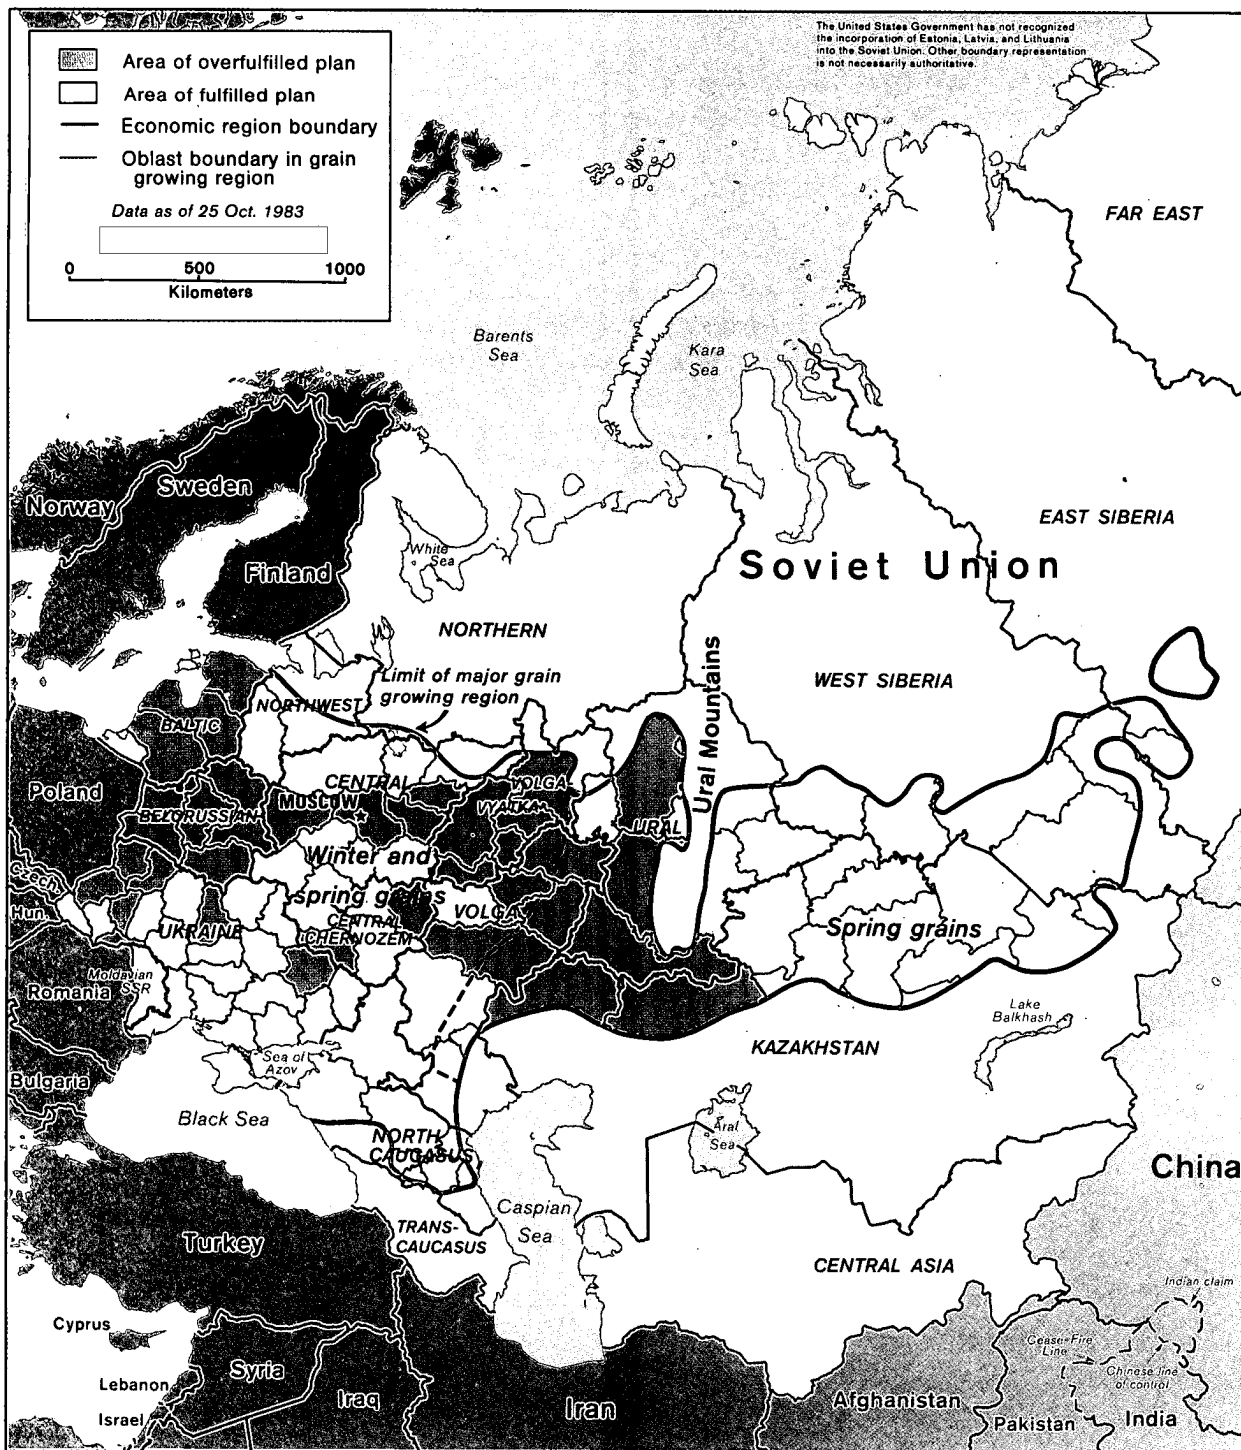 The United States Government has not recognized
the incorporation of Estonia, Latvia, and Lithuania
into the Soviet Union. Other boundary representation
is not necessarily authoritative.
Area of overfulfilled plan
Area of fulfilled plan
Economic region boundary
Oblast boundary in grain
growing region
Data as of 25 Oct. 1983
0 500 1000
Kilometers
FAR EAST
Barents
Sea
Kara
Sea
Norway
Sweden
Finland
White
Sea
EAST SIBERIA
Soviet Union
NORTHERN
Limit of major grain
growing region
Ural Mountains
WEST SIBERIA
NORTHWEST
BALTIC
CENTRAL
Poland
BELORUSSIAN
MOSCOW
VOLGA
VYATKA
URAL
Winter and
spring grains
Czech.
Hun.
UKRAINE
CENTRAL
CHERNOZEM
VOLGA
Spring grains
Moldavian
SSR
Romania
Lake
Balkhash
KAZAKHSTAN
Sea of
Azov
Bulgaria
Black Sea
Aral
Sea
NORTH
CAUCASUS
China
Caspian
Sea
TRANS-
CAUCASUS
Turkey
CENTRAL ASIA
Indian claim
Cyprus
Cease-Fire
Line
Chinese line
of control
Syria
Lebanon
Israel
Iraq
Iran
Afghanistan
Pakistan
India